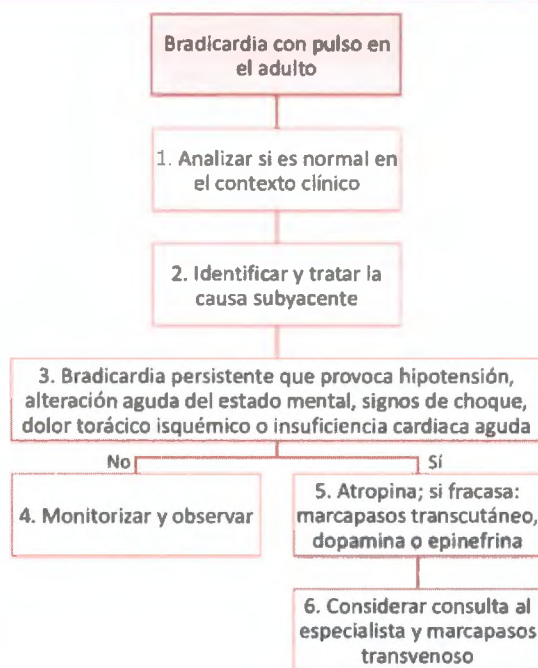 Bradicardia con pulso en
el adulto
1. Analizar si es normal en
el contexto clínico
2. Identificar y tratar la
causa subyacente
3. Bradicardia persistente que provoca hipotensión,
alteración aguda del estado mental, signos de choque,
dolor torácico isquémico o insuficiencia cardiaca aguda
No
Sí
4. Monitorizar y observar
5. Atropina; si fracasa:
marcapasos transcutáneo,
dopamina o epinefrina
6. Considerar consulta al
especialista y marcapasos
transvenoso